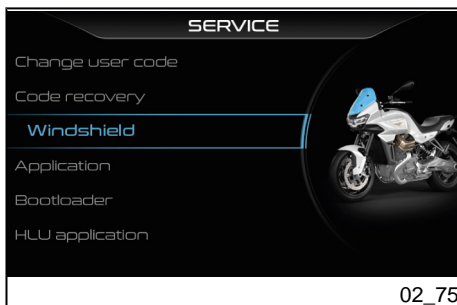 SERVICE
Change user code
Code recovery
Windshield
Application
Bootloader
HLU application
02_75